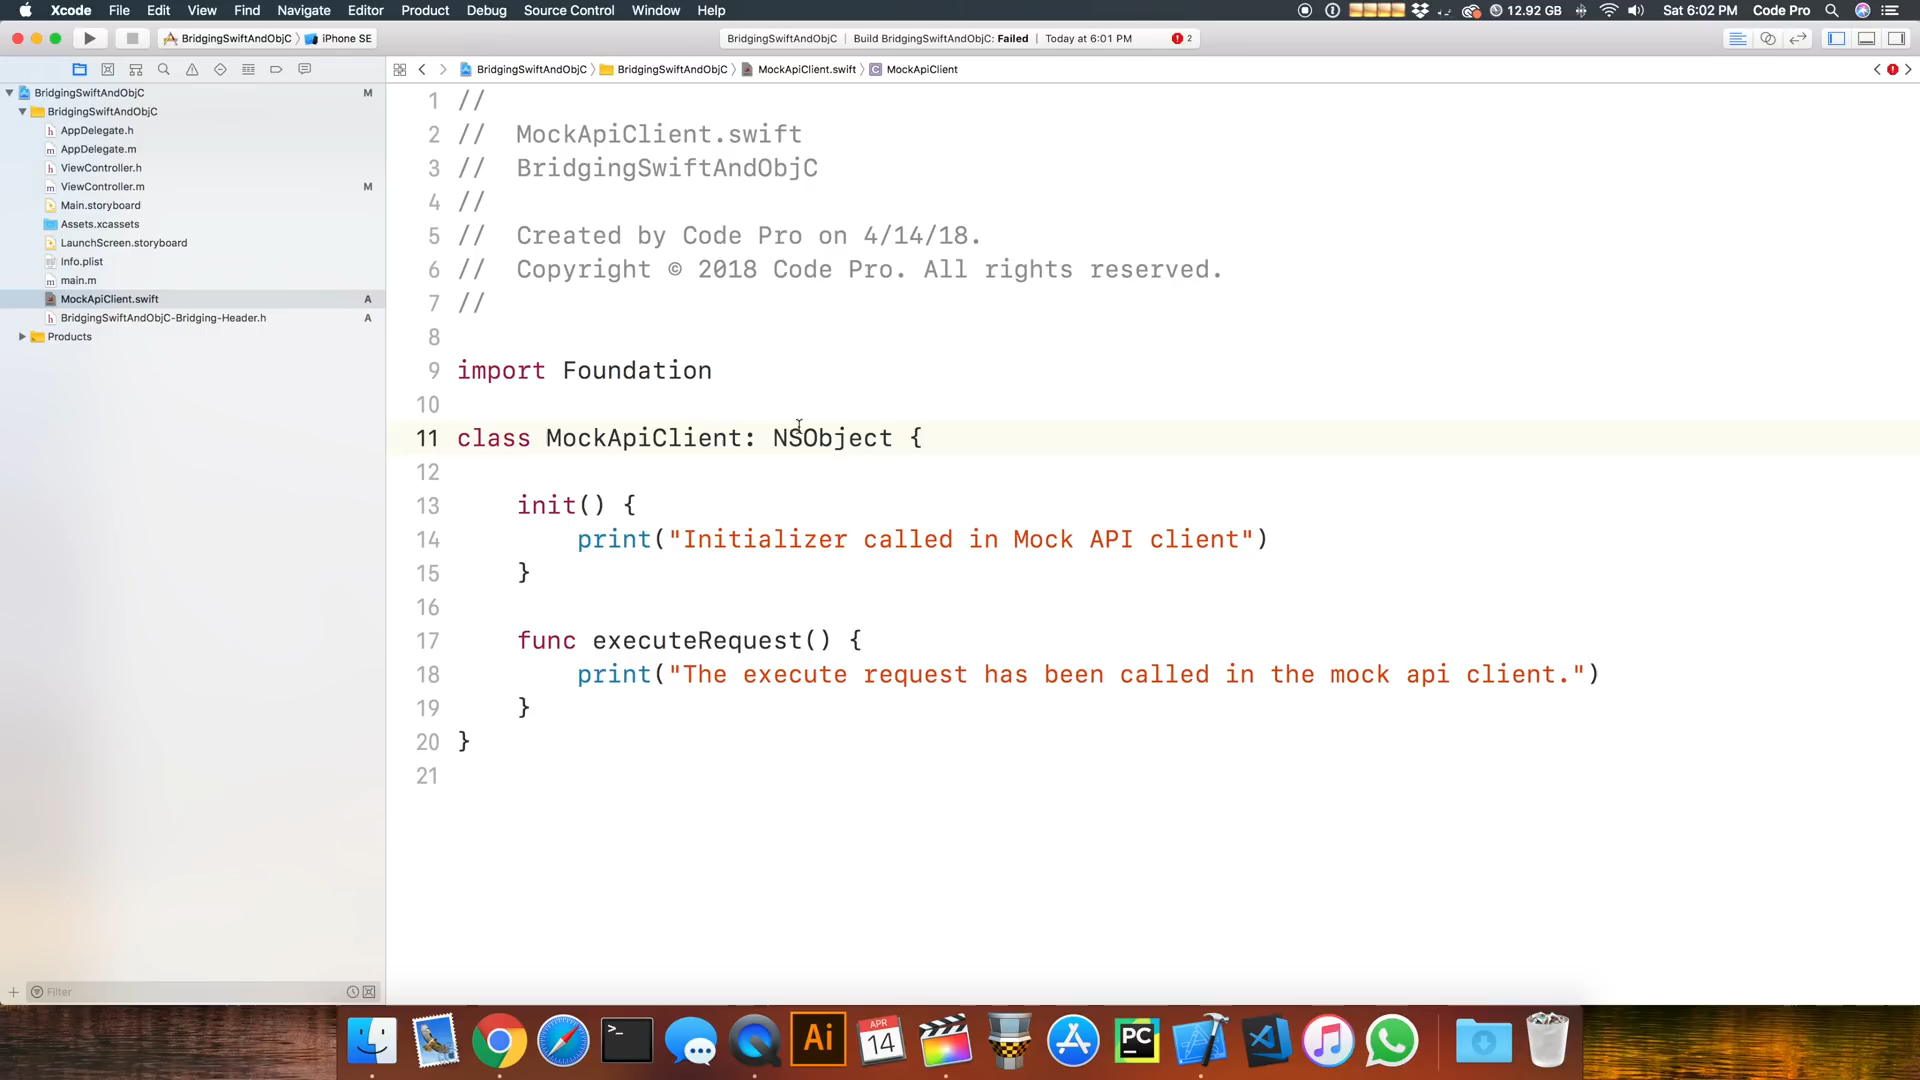 Xcode File Edit View Find Navigate Editor Product Debug Source Control Window Help 12.92 GB Sat 6:02 PM Code Pro
BridgingSwiftAndObjC iPhone SE BridgingSwiftAndObjC Build BridgingSwiftAndObjC: Failed Today at 6:01 PM 2
BridgingSwiftAndObjC BridgingSwiftAndObjC MockApiClient.swift C MockApiClient
BridgingSwiftAndObjC M
BridgingSwiftAndObjC
h AppDelegate.h
m AppDelegate.m
h ViewController.h
m ViewController.m M
Main.storyboard
Assets.xcassets
LaunchScreen.storyboard
Info.plist
m main.m
MockApiClient.swift A
h BridgingSwiftAndObjC-Bridging-Header.h A
Products
Filter
1 //
2 //  MockApiClient.swift
3 //  BridgingSwiftAndObjC
4 //
5 //  Created by Code Pro on 4/14/18.
6 //  Copyright © 2018 Code Pro. All rights reserved.
7 //
8
9 import Foundation
10
11 class MockApiClient: NSObject {
12
13     init() {
14         print("Initializer called in Mock API client")
15     }
16
17     func executeRequest() {
18         print("The execute request has been called in the mock api client.")
19     }
20 }
21
>_ Ai APR 14 PC